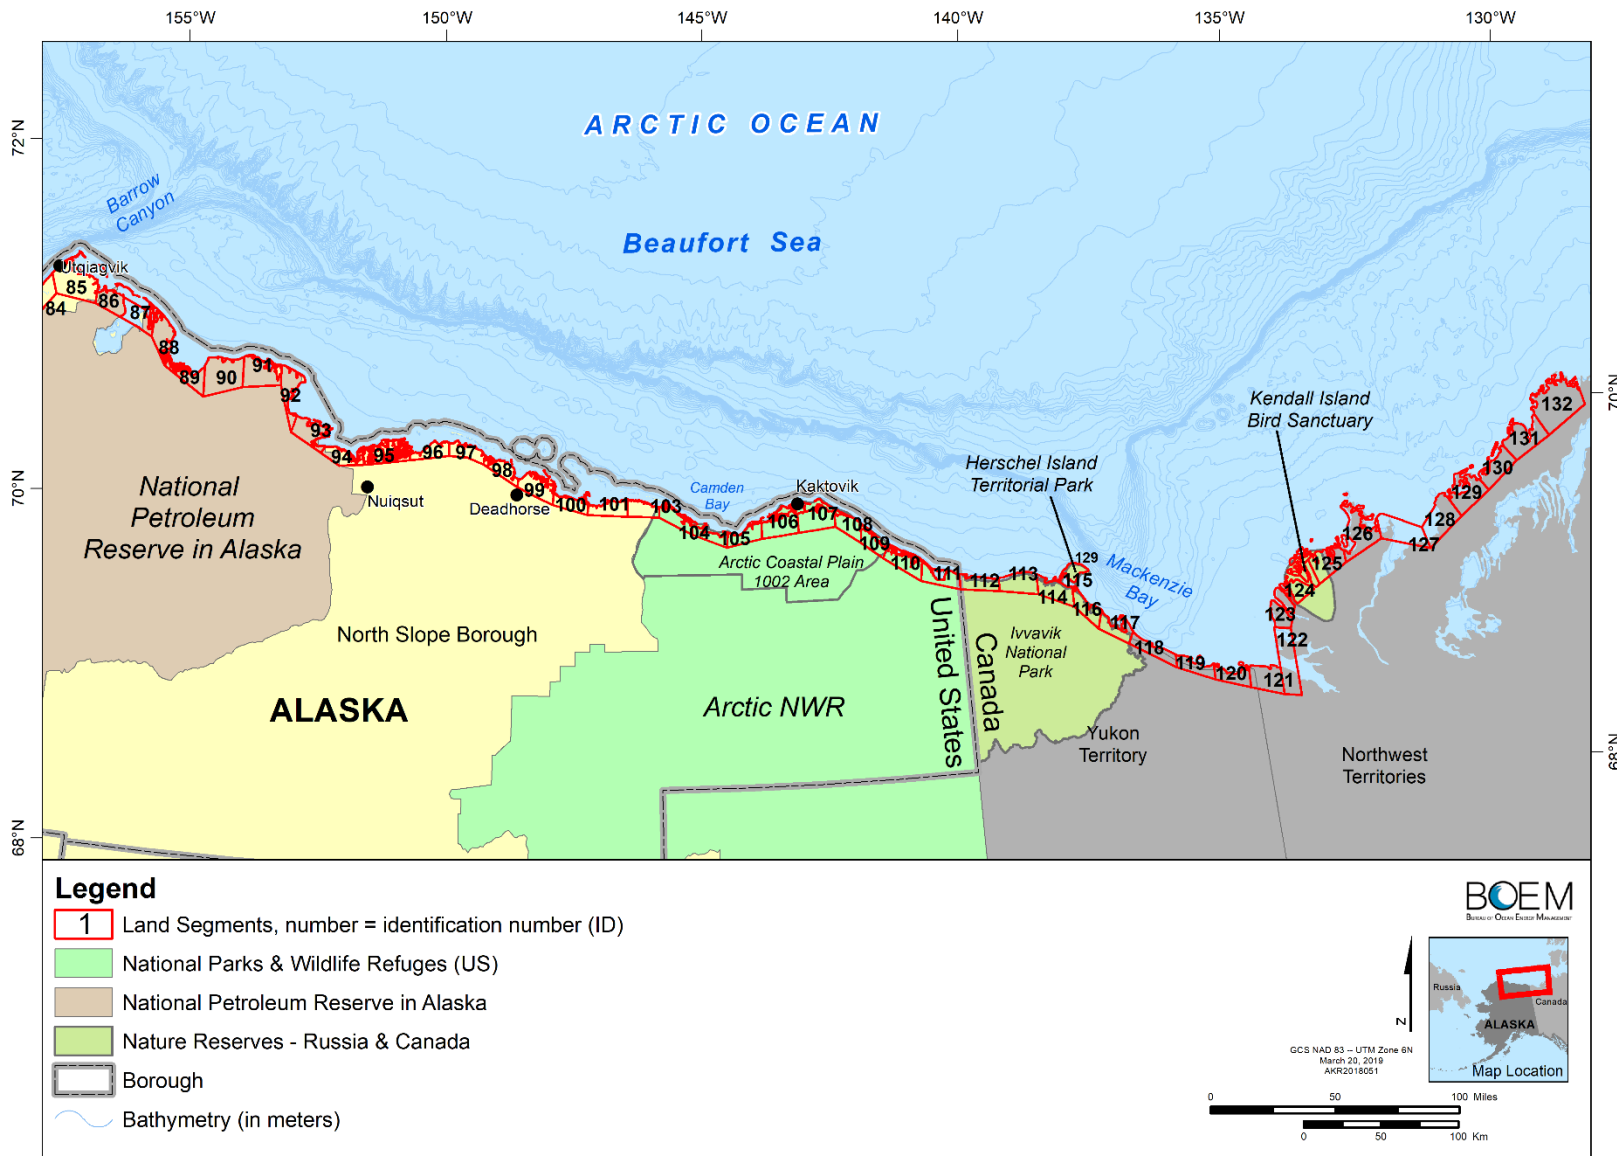 155°W
150°W
145°W
140°W
135°W
130°W
72°N
70°N
68°N
70°N
68°N
ARCTIC OCEAN
Beaufort Sea
Barrow
Canyon
Utqiagvik
84
85
86
87
88
89
90
91
92
93
94
95
96
97
98
99
100
101
103
104
105
106
107
108
109
110
111
112
113
114
115
129
116
117
118
119
120
121
122
123
124
125
126
127
128
129
130
131
132
Nuiqsut
Deadhorse
Camden
Bay
Kaktovik
Herschel Island
Territorial Park
Kendall Island
Bird Sanctuary
Mackenzie
Bay
National
Petroleum
Reserve in Alaska
Arctic Coastal Plain
1002 Area
North Slope Borough
ALASKA
Arctic NWR
United States
Canada
Ivvavik
National
Park
Yukon
Territory
Northwest
Territories
Legend
1 Land Segments, number = identification number (ID)
National Parks & Wildlife Refuges (US)
National Petroleum Reserve in Alaska
Nature Reserves - Russia & Canada
Borough
Bathymetry (in meters)
BOEM
BUREAU OF OCEAN ENERGY MANAGEMENT
N
GCS NAD 83 -- UTM Zone 6N
March 20, 2019
AKR2018051
Russia
Canada
ALASKA
Map Location
0 50 100 Miles
0 50 100 Km